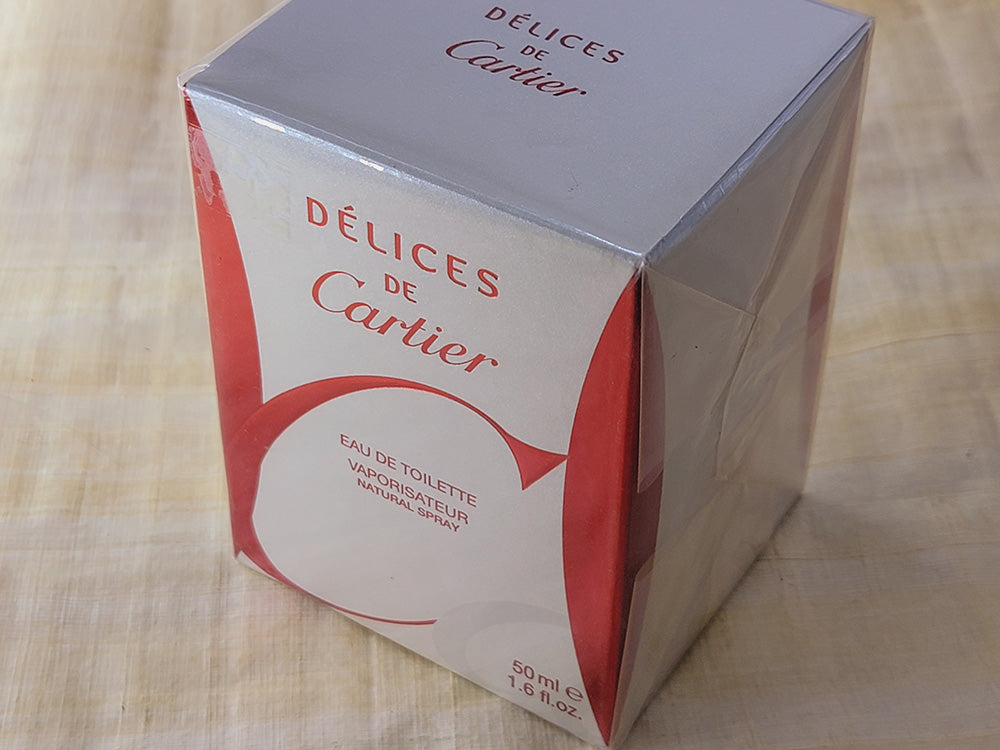 DÉLICES
DE
Cartier
DÉLICES
DE
Cartier
EAU DE TOILETTE
VAPORISATEUR
NATURAL SPRAY
50 ml ℮
1.6 fl.oz.